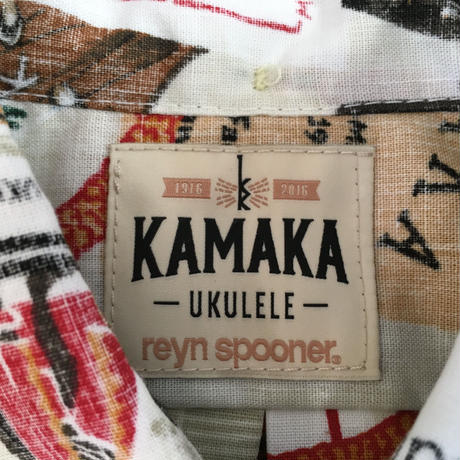 1916 2016
KAMAKA
UKULELE
reyn spooner®